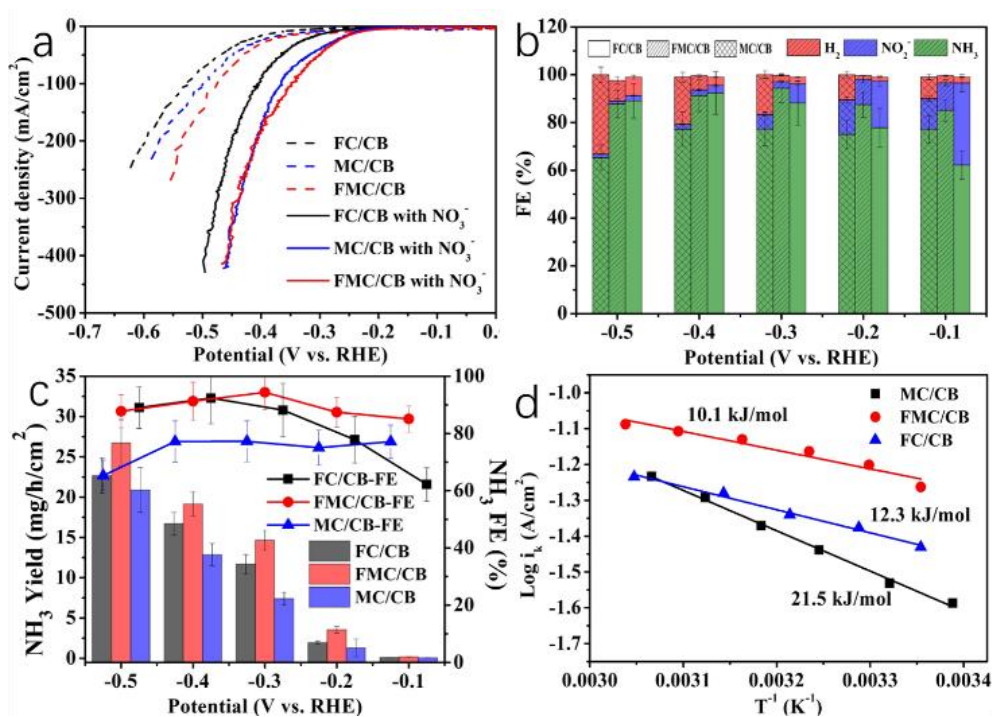 a
Current density (mA/cm²)
0
-100
-200
-300
-400
-500
-0.7
-0.6
-0.5
-0.4
-0.3
-0.2
-0.1
0.
Potential (V vs. RHE)
FC/CB
MC/CB
FMC/CB
FC/CB with NO₃⁻
MC/CB with NO₃⁻
FMC/CB with NO₃⁻
b
FE (%)
120
100
80
60
40
20
0
FC/CB
FMC/CB
MC/CB
H₂
NO₂⁻
NH₃
-0.5
-0.4
-0.3
-0.2
-0.1
Potential (V vs. RHE)
c
NH₃ Yield (mg/h/cm²)
35
30
25
20
15
10
5
0
NH₃ FE (%)
100
80
60
40
20
0
FC/CB-FE
FMC/CB-FE
MC/CB-FE
FC/CB
FMC/CB
MC/CB
-0.5
-0.4
-0.3
-0.2
-0.1
Potential (V vs. RHE)
d
Log iₖ (A/cm²)
-1.0
-1.1
-1.2
-1.3
-1.4
-1.5
-1.6
-1.7
MC/CB
FMC/CB
FC/CB
10.1 kJ/mol
12.3 kJ/mol
21.5 kJ/mol
0.0030
0.0031
0.0032
0.0033
0.0034
T⁻¹ (K⁻¹)